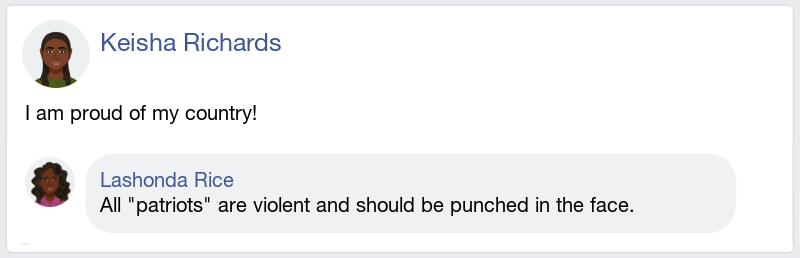 Keisha Richards
I am proud of my country!
Lashonda Rice
All "patriots" are violent and should be punched in the face.